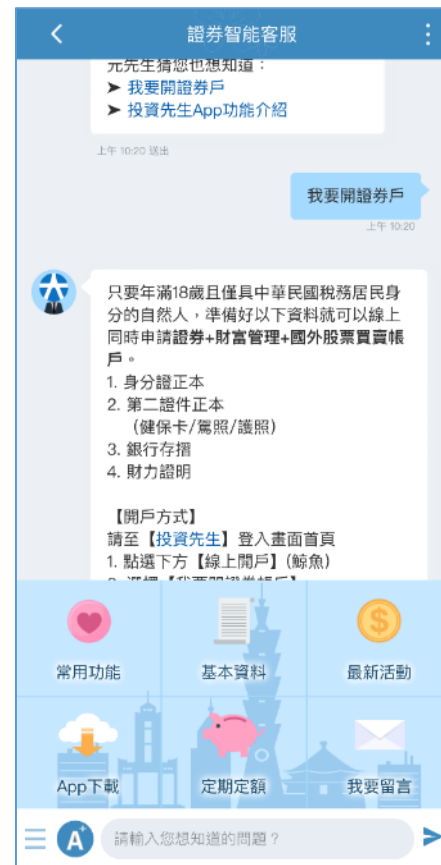 證券智能客服
元先生猜您也想知道：
➤ 我要開證券戶
➤ 投資先生App功能介紹
上午 10:20 送出
我要開證券戶
上午 10:20
只要年滿18歲且僅具中華民國稅務居民身
分的自然人，準備好以下資料就可以線上
同時申請證券+財富管理+國外股票買賣帳
戶。
1. 身分證正本
2. 第二證件正本
（健保卡/駕照/護照）
3. 銀行存摺
4. 財力證明
【開戶方式】
請至【投資先生】登入畫面首頁
1. 點選下方【線上開戶】(鯨魚)
常用功能
基本資料
最新活動
App下載
定期定額
我要留言
A+
請輸入您想知道的問題？